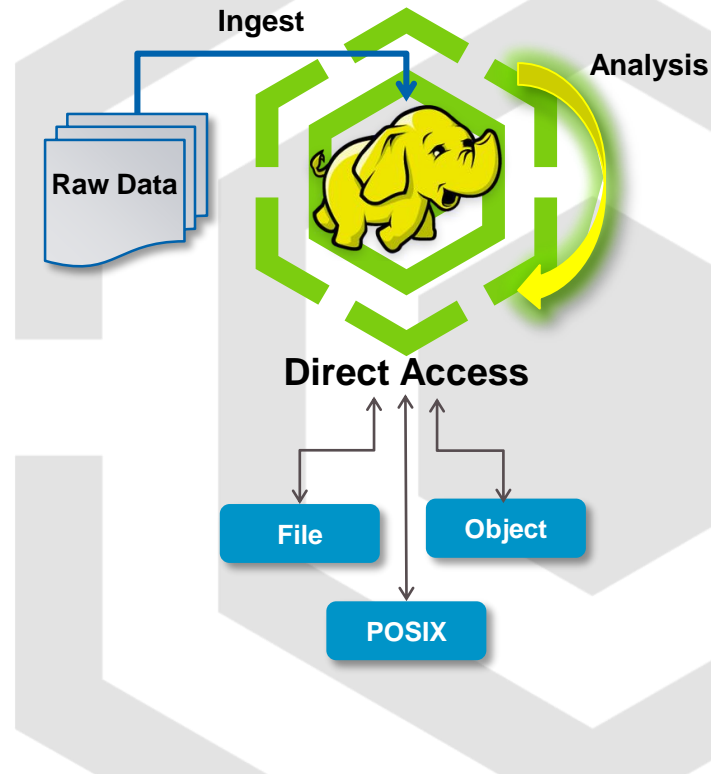 Ingest
Analysis
Raw Data
Direct Access
File
Object
POSIX